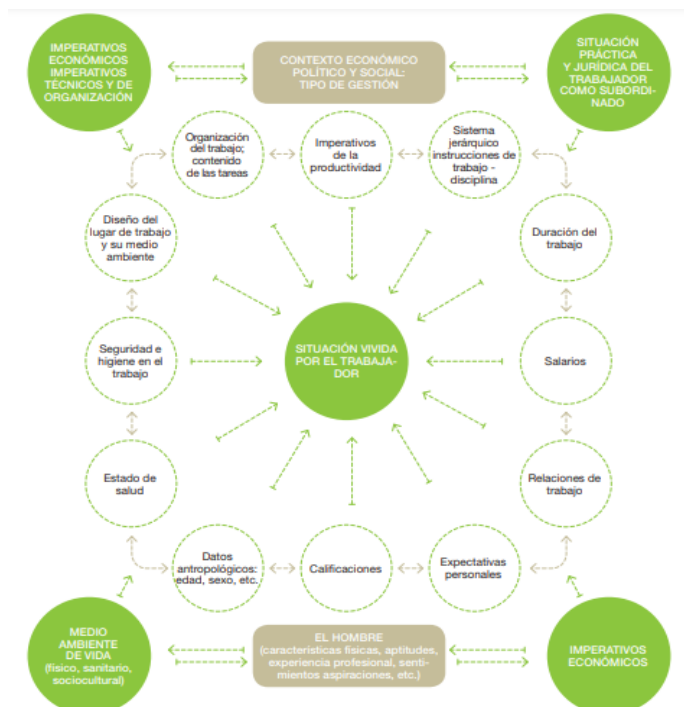 IMPERATIVOS
ECONÓMICOS
IMPERATIVOS
TÉCNICOS Y DE
ORGANIZACIÓN
CONTEXTO ECONÓMICO
POLÍTICO Y SOCIAL:
TIPO DE GESTIÓN
SITUACIÓN
PRÁCTICA
Y JURÍDICA DEL
TRABAJADOR
COMO SUBORDI-
NADO
Organización
del trabajo;
contenido
de las tareas
Imperativos
de la
productividad
Sistema
jerárquico
instrucciones de
trabajo -
disciplina
Diseño del
lugar de trabajo
y su medio
ambiente
Duración del
trabajo
Seguridad e
higiene en el
trabajo
SITUACIÓN VIVIDA
POR EL TRABAJA-
DOR
Salarios
Estado de
salud
Relaciones de
trabajo
Datos
antropológicos:
edad, sexo, etc.
Calificaciones
Expectativas
personales
MEDIO
AMBIENTE
DE VIDA
(físico, sanitario,
sociocultural)
EL HOMBRE
(características físicas, aptitudes,
experiencia profesional, senti-
mientos aspiraciones, etc.)
IMPERATIVOS
ECONÓMICOS